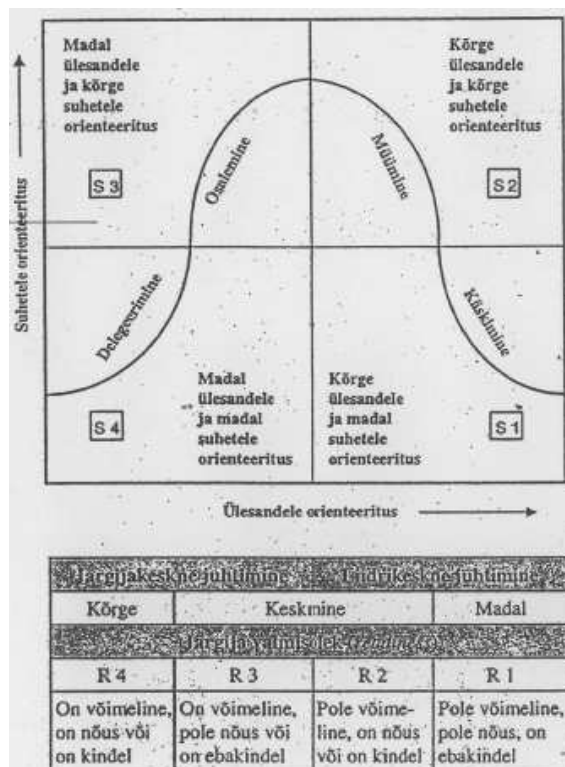 Madal
ülesandele
ja kõrge
suhetele
orienteeritus
Kõrge
ülesandele
ja kõrge
suhetele
orienteeritus
S 3
Osalemine
Müümine
S 2
Suhetele orienteeritus
Delegeerimine
Käskimine
Madal
ülesandele
ja madal
suhetele
orienteeritus
Kõrge
ülesandele
ja madal
suhetele
orienteeritus
S 4
S 1
Ülesandele orienteeritus
Järgijakeskne juhtimine Liidrikeskne juhtimine
Kõrge Keskmine Madal
Järgija valmisolek
R 4 R 3 R 2 R 1
On võimeline, On võimeline, Pole võime- Pole võimeline,
on nõus või pole nõus või line, on nõus pole nõus, on
on kindel on ebakindel või on kindel ebakindel